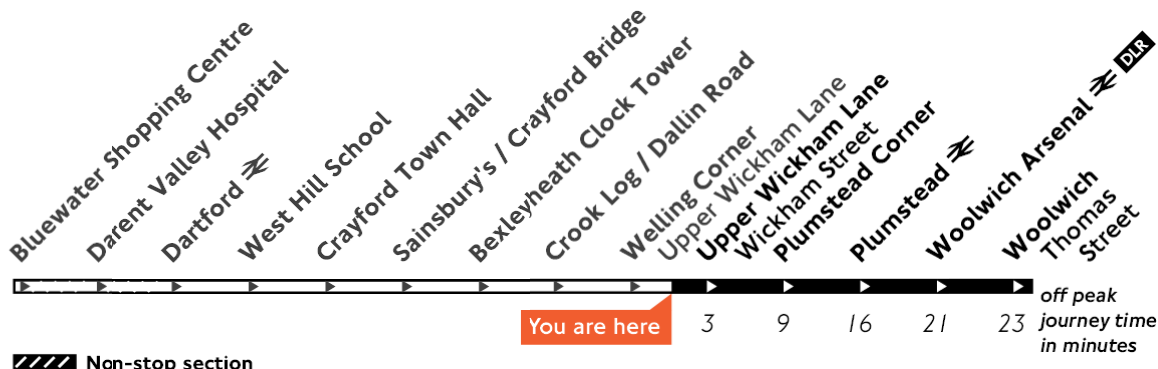 Bluewater Shopping Centre
Darent Valley Hospital
Dartford
West Hill School
Crayford Town Hall
Sainsbury's / Crayford Bridge
Bexleyheath Clock Tower
Crook Log / Dallin Road
Welling Corner
Upper Wickham Lane
Upper Wickham Lane
Wickham Street
Plumstead Corner
Plumstead
Woolwich Arsenal DLR
Woolwich
Thomas
Street
You are here
3 9 16 21 23
off peak
journey time
in minutes
Non-stop section